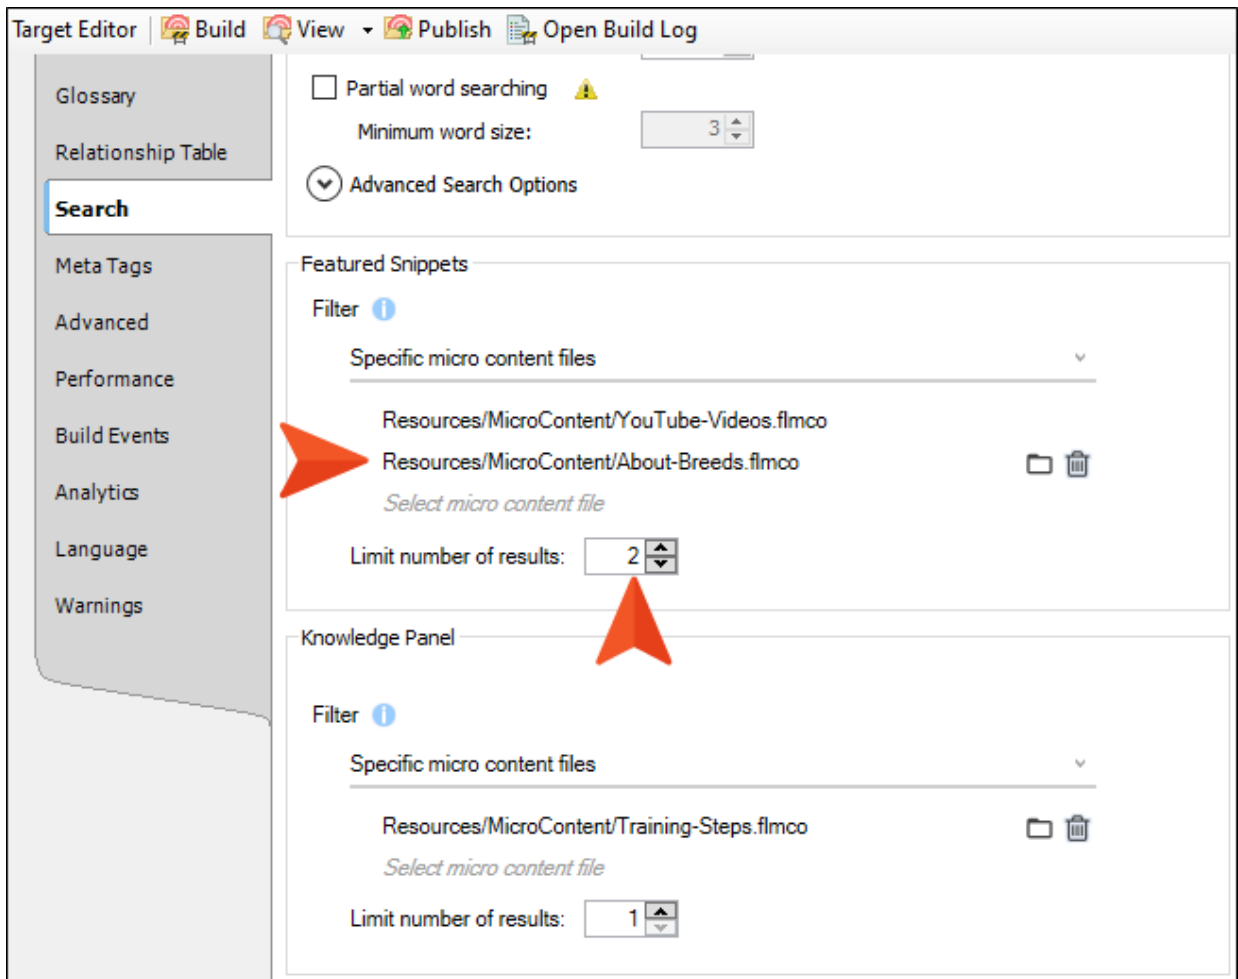 Target Editor Build View Publish Open Build Log
Glossary
Relationship Table
Search
Meta Tags
Advanced
Performance
Build Events
Analytics
Language
Warnings
Partial word searching
Minimum word size: 3
Advanced Search Options
Featured Snippets
Filter
Specific micro content files
Resources/MicroContent/YouTube-Videos.flmco
Resources/MicroContent/About-Breeds.flmco
Select micro content file
Limit number of results: 2
Knowledge Panel
Filter
Specific micro content files
Resources/MicroContent/Training-Steps.flmco
Select micro content file
Limit number of results: 1